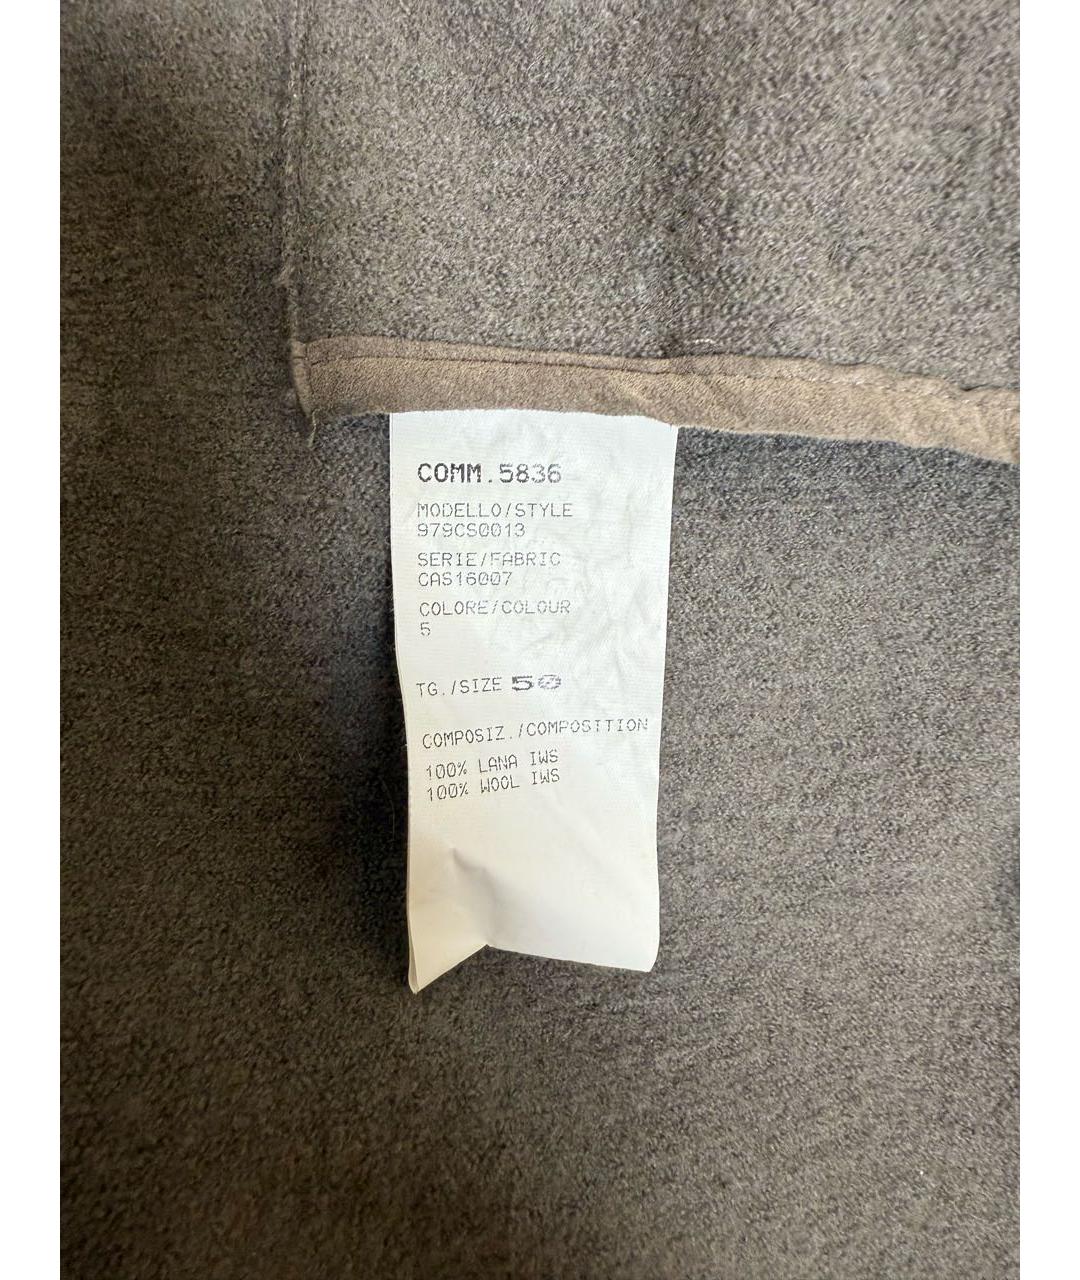 COMM.5836
MODELLO/STYLE
979CS0013
SERIE/FABRIC
CAS16007
COLORE/COLOUR
5
TG./SIZE 50
COMPOSIZ./COMPOSITION
100% LANA IWS
100% WOOL IWS